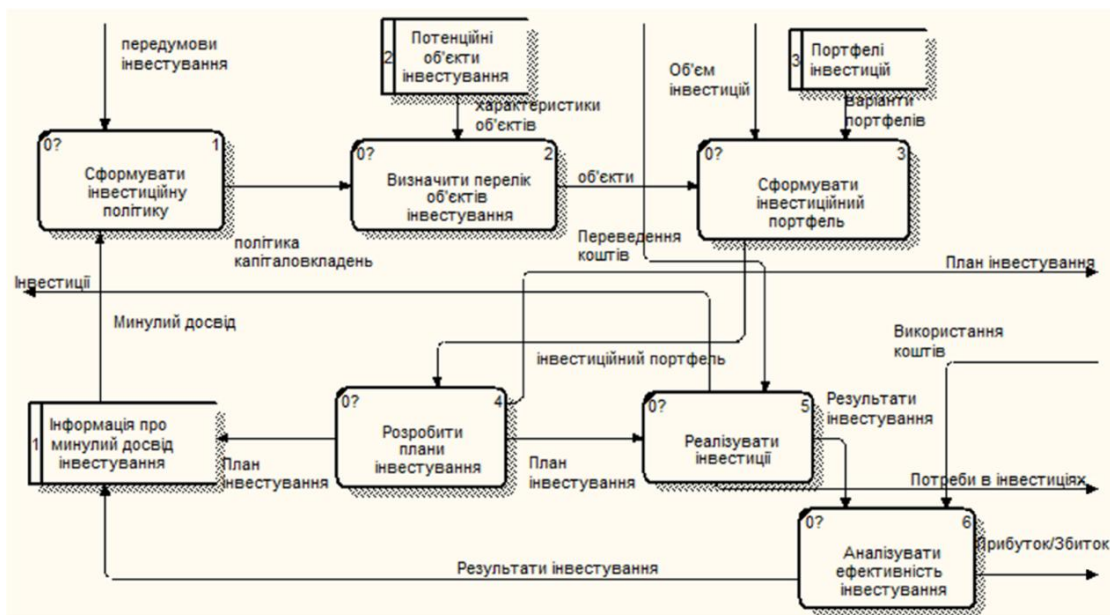 передумови
інвестування
2
Потенційні
об'єкти
інвестування
Об'єм
інвестицій
3
Портфелі
інвестицій
характеристики
об'єктів
варіанти
портфелів
0?
1
Сформувати
інвестиційну
політику
0?
2
Визначити перелік
об'єктів
інвестування
об'єкти
0?
3
Сформувати
інвестиційний
портфель
політика
капіталовкладень
Переведення
коштів
План інвестування
Інвестиції
Минулий досвід
Використання
коштів
інвестиційний портфель
1
Інформація про
минулий досвід
інвестування
0?
4
Розробити
плани
інвестування
0?
5
Реалізувати
інвестиції
Результати
інвестування
План
інвестування
План
інвестування
Потреби в інвестиціях
0?
6
Аналізувати
ефективність
інвестування
Прибуток/Збиток
Результати інвестування